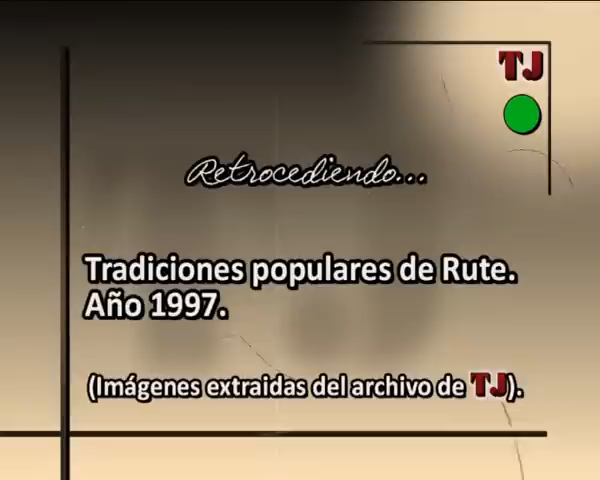 TJ
Retrocediendo...
Tradiciones populares de Rute.
Año 1997.
(Imágenes extraidas del archivo de TJ).